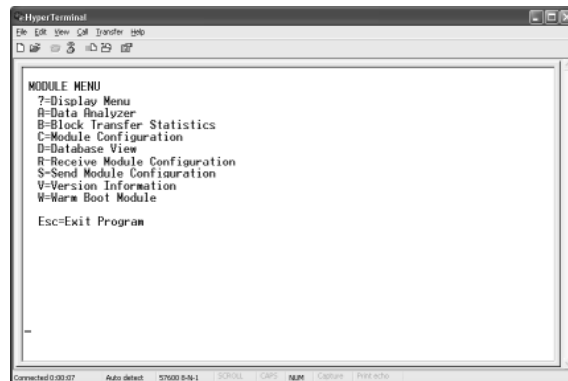 HyperTerminal
File Edit View Call Transfer Help
MODULE MENU
?=Display Menu
A=Data Analyzer
B=Block Transfer Statistics
C=Module Configuration
D=Database View
R=Receive Module Configuration
S=Send Module Configuration
V=Version Information
W=Warm Boot Module
Esc=Exit Program
Connected 0:00:07 Auto detect 57600 8-N-1 SCROLL CAPS NUM Capture Print echo